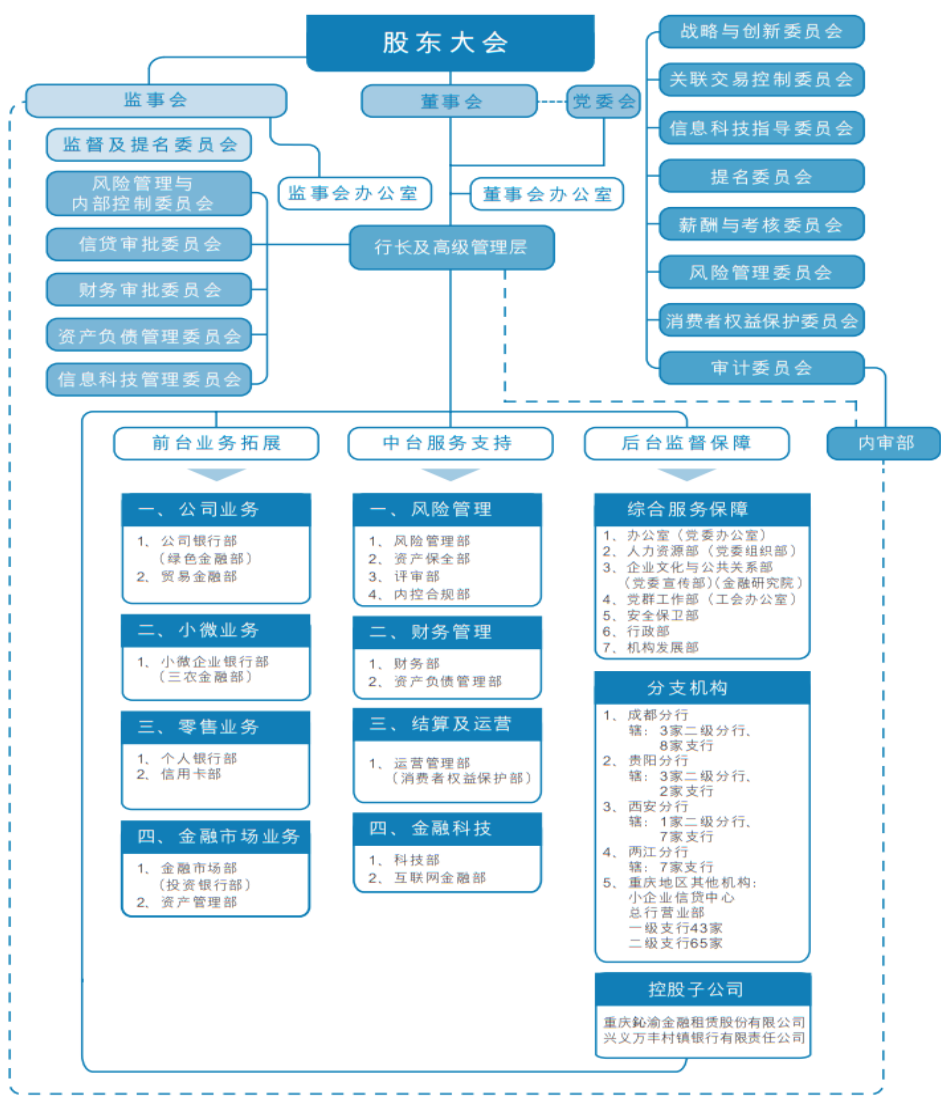 股东大会
监事会
董事会
党委会
监督及提名委员会
风险管理与
内部控制委员会
信贷审批委员会
财务审批委员会
资产负债管理委员会
信息科技管理委员会
监事会办公室
董事会办公室
行长及高级管理层
战略与创新委员会
关联交易控制委员会
信息科技指导委员会
提名委员会
薪酬与考核委员会
风险管理委员会
消费者权益保护委员会
审计委员会
内审部
前台业务拓展
一、公司业务
1、公司银行部
（绿色金融部）
2、贸易金融部
二、小微业务
1、小微企业银行部
（三农金融部）
三、零售业务
1、个人银行部
2、信用卡部
四、金融市场业务
1、金融市场部
（投资银行部）
2、资产管理部
中台服务支持
一、风险管理
1、风险管理部
2、资产保全部
3、评审部
4、内控合规部
二、财务管理
1、财务部
2、资产负债管理部
三、结算及运营
1、运营管理部
（消费者权益保护部）
四、金融科技
1、科技部
2、互联网金融部
后台监督保障
综合服务保障
1、办公室（党委办公室）
2、人力资源部（党委组织部）
3、企业文化与公共关系部
（党委宣传部）（金融研究院）
4、党群工作部（工会办公室）
5、安全保卫部
6、行政部
7、机构发展部
分支机构
1、成都分行
辖：3家二级分行、
8家支行
2、贵阳分行
辖：3家二级分行、
2家支行
3、西安分行
辖：1家二级分行、
7家支行
4、两江分行
辖：7家支行
5、重庆地区其他机构：
小企业信贷中心
总行营业部
一级支行43家
二级支行65家
控股子公司
重庆鈊渝金融租赁股份有限公司
兴义万丰村镇银行有限责任公司